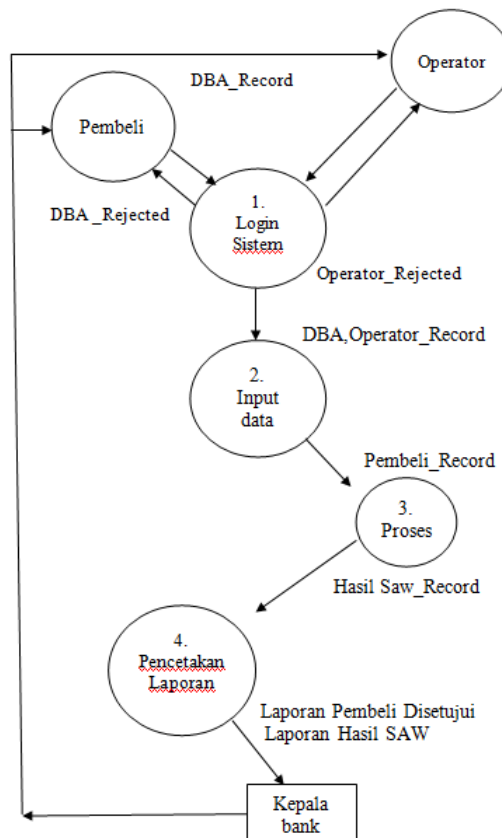 Operator
DBA_Record
Pembeli
DBA _Rejected
1.
Login
Sistem
Operator_Rejected
DBA,Operator_Record
2.
Input
data
Pembeli_Record
3.
Proses
Hasil Saw_Record
4.
Pencetakan
Laporan
Laporan Pembeli Disetujui
Laporan Hasil SAW
Kepala
bank